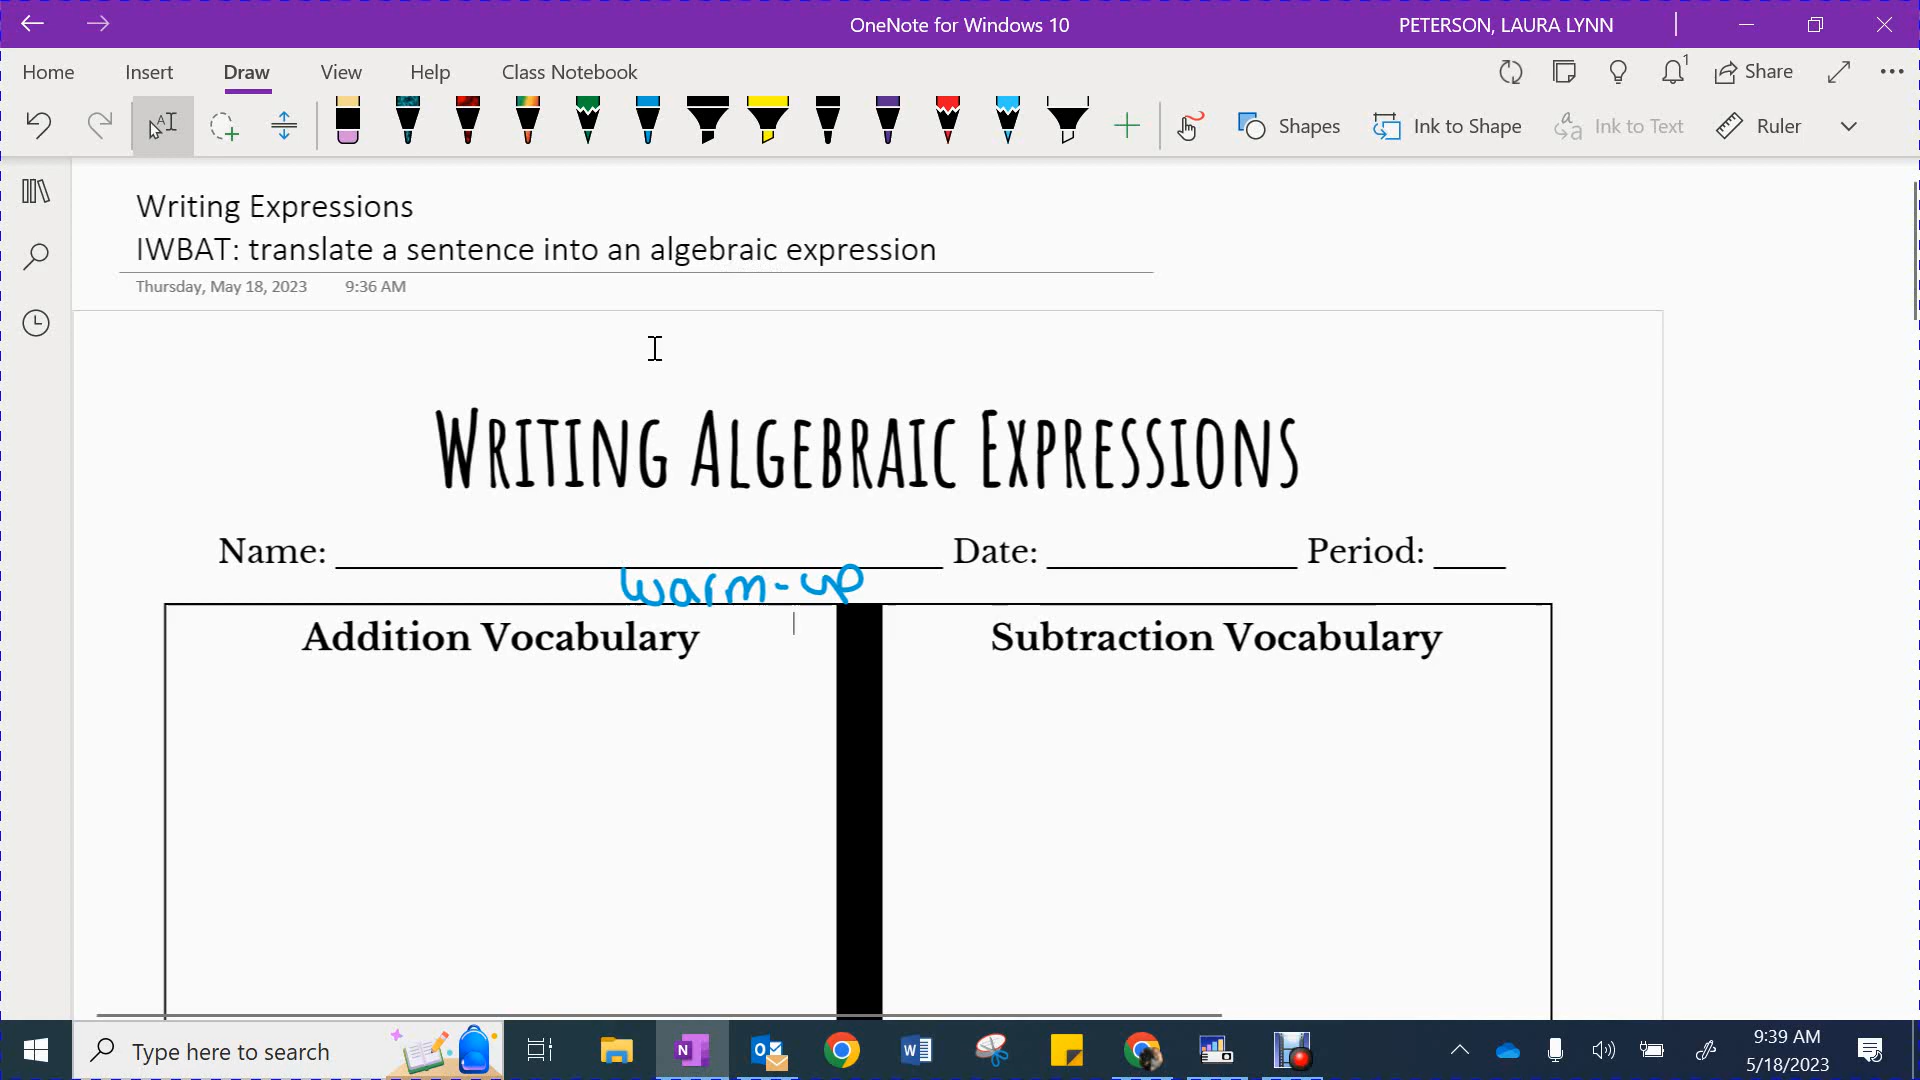 OneNote for Windows 10
PETERSON, LAURA LYNN
Home Insert Draw View Help Class Notebook
1
Share
Shapes Ink to Shape Ink to Text Ruler
Writing Expressions
IWBAT: translate a sentence into an algebraic expression
Thursday, May 18, 2023 9:36 AM
WRITING ALGEBRAIC EXPRESSIONS
Name: Date: Period:
warm-up
Addition Vocabulary Subtraction Vocabulary
Type here to search
9:39 AM
5/18/2023